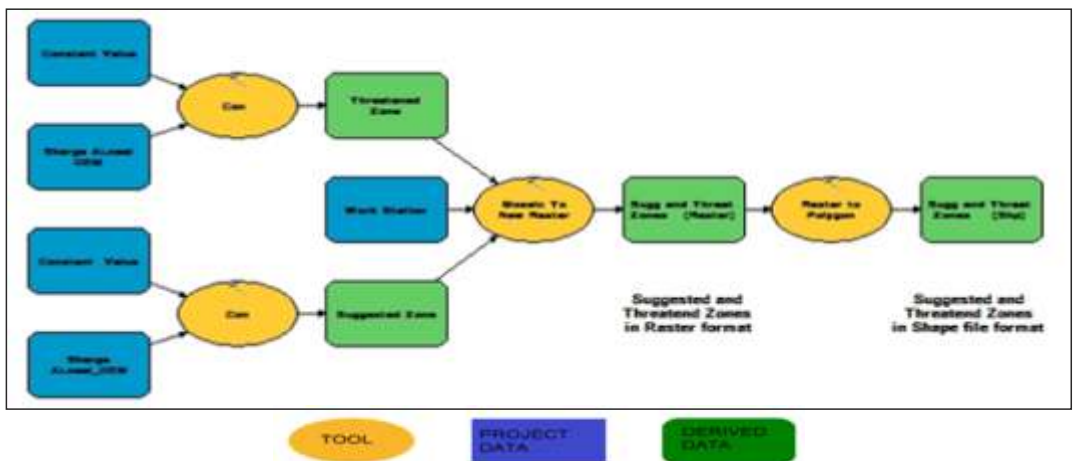 Constant Value
Con
Threatened
Zone
DEM
Work Station
Mosaic To
New Raster
Sugg and Threat
Zones (Raster)
Raster to
Polygon
Sugg and Threat
Zones (Shp)
Constant Value
Con
Suggested Zone
Suggested and
Threatend Zones
in Raster format
Suggested and
Threatend Zones
in Shape file format
TOOL
PROJECT
DATA
DERIVED
DATA